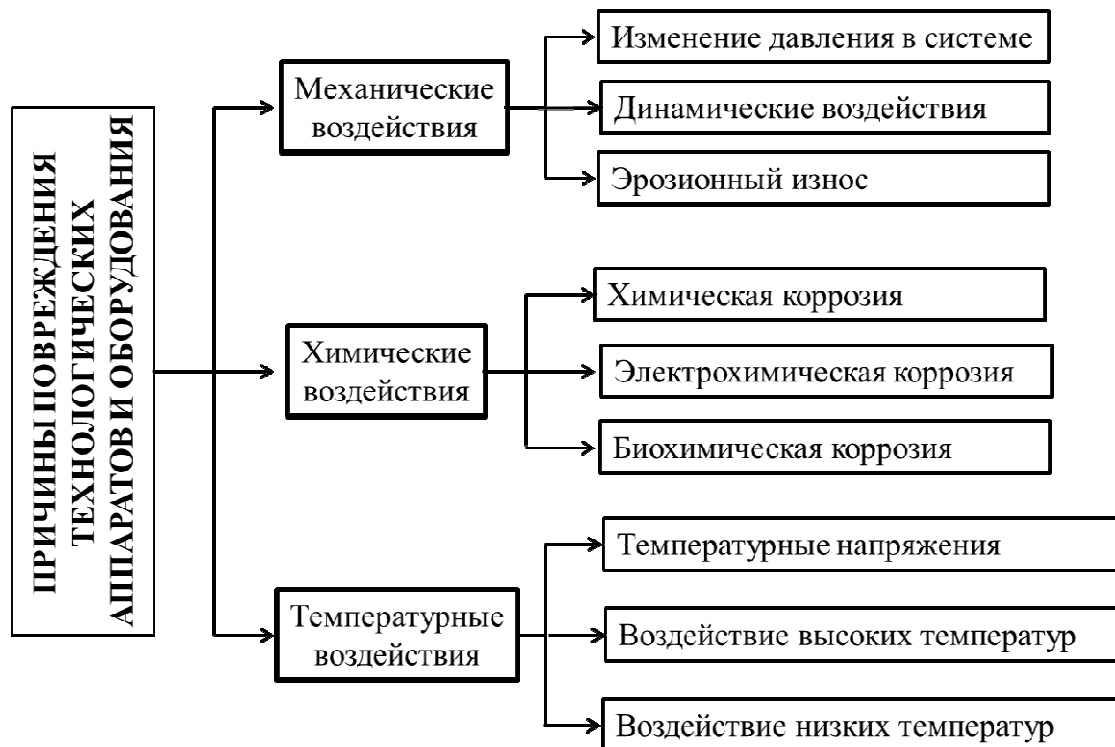 ПРИЧИНЫ ПОВРЕЖДЕНИЯ
ТЕХНОЛОГИЧЕСКИХ
АППАРАТОВ И ОБОРУДОВАНИЯ
Механические
воздействия
Изменение давления в системе
Динамические воздействия
Эрозионный износ
Химические
воздействия
Химическая коррозия
Электрохимическая коррозия
Биохимическая коррозия
Температурные
воздействия
Температурные напряжения
Воздействие высоких температур
Воздействие низких температур